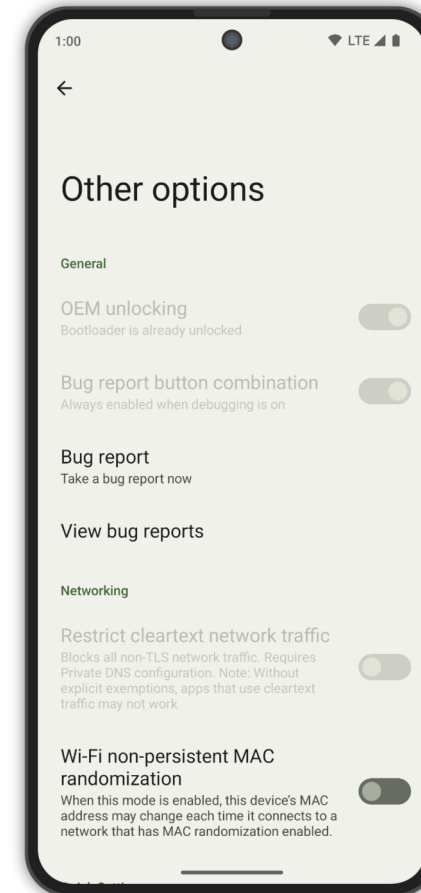 1:00
LTE
Other options
General
OEM unlocking
Bootloader is already unlocked
Bug report button combination
Always enabled when debugging is on
Bug report
Take a bug report now
View bug reports
Networking
Restrict cleartext network traffic
Blocks all non-TLS network traffic. Requires
Private DNS configuration. Note: Without
explicit exemptions, apps that use cleartext
traffic may not work
Wi-Fi non-persistent MAC
randomization
When this mode is enabled, this device's MAC
address may change each time it connects to a
network that has MAC randomization enabled.